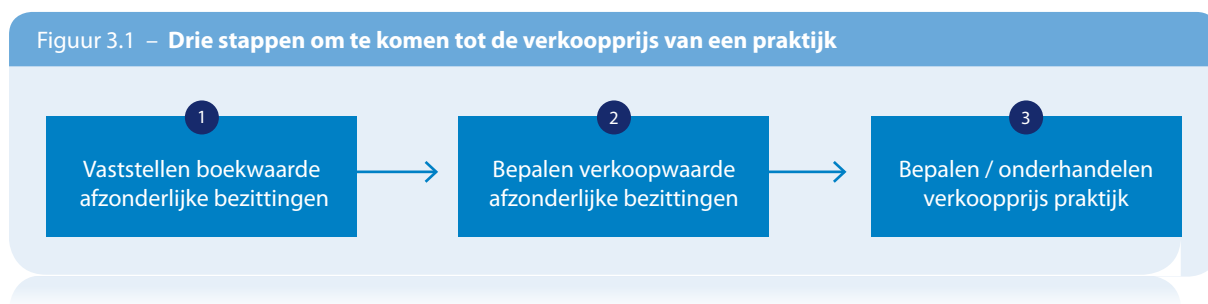 Figuur 3.1 – Drie stappen om te komen tot de verkoopprijs van een praktijk
1
Vaststellen boekwaarde
afzonderlijke bezittingen
2
Bepalen verkoopwaarde
afzonderlijke bezittingen
3
Bepalen / onderhandelen
verkoopprijs praktijk